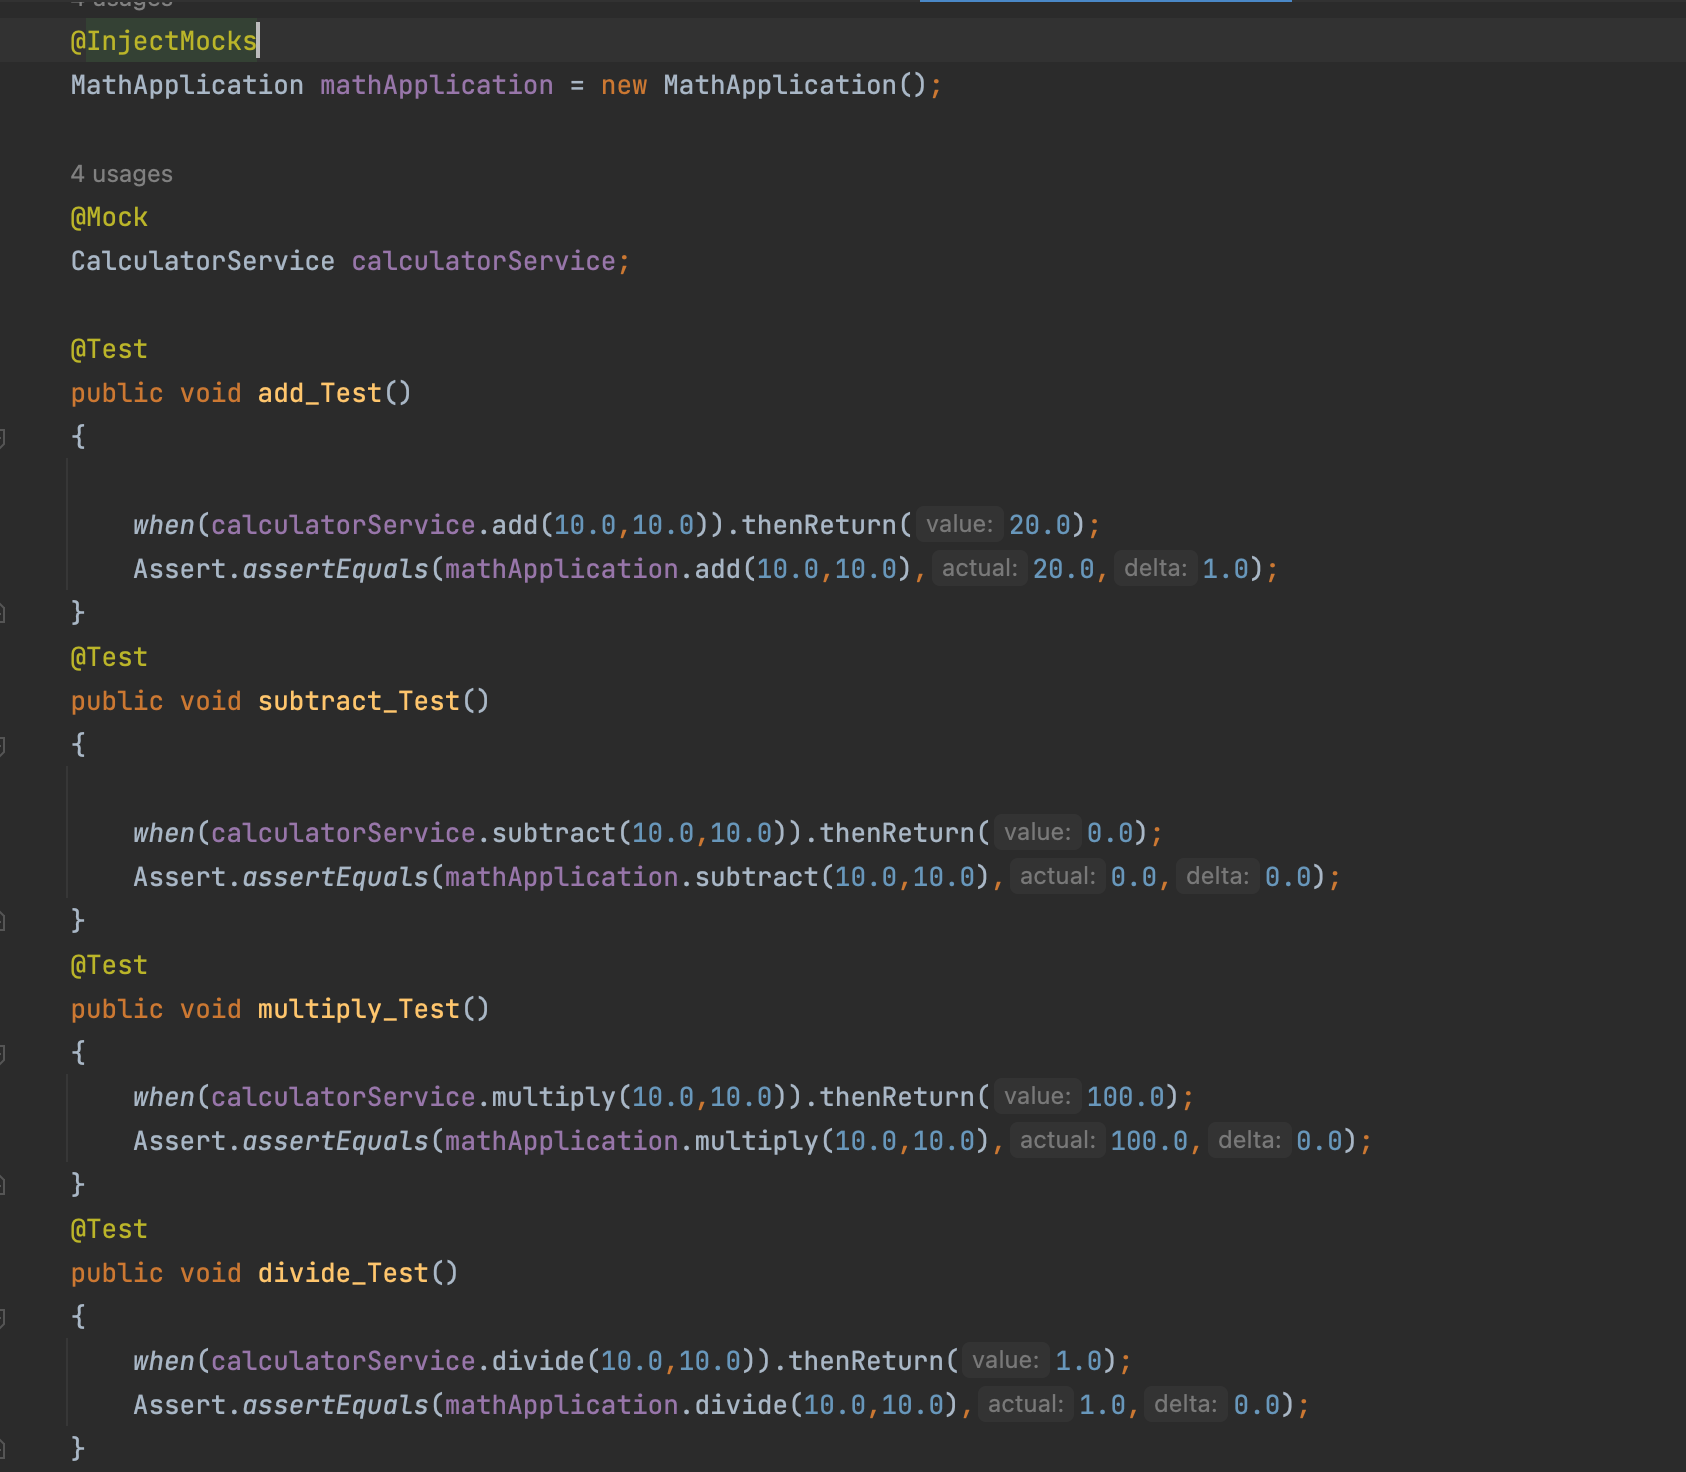 4 usages
@InjectMocks
MathApplication mathApplication = new MathApplication();
4 usages
@Mock
CalculatorService calculatorService;
@Test
public void add_Test()
{
when(calculatorService.add(10.0,10.0)).thenReturn( value: 20.0);
Assert.assertEquals(mathApplication.add(10.0,10.0), actual: 20.0, delta: 1.0);
}
@Test
public void subtract_Test()
{
when(calculatorService.subtract(10.0,10.0)).thenReturn( value: 0.0);
Assert.assertEquals(mathApplication.subtract(10.0,10.0), actual: 0.0, delta: 0.0);
}
@Test
public void multiply_Test()
{
when(calculatorService.multiply(10.0,10.0)).thenReturn( value: 100.0);
Assert.assertEquals(mathApplication.multiply(10.0,10.0), actual: 100.0, delta: 0.0);
}
@Test
public void divide_Test()
{
when(calculatorService.divide(10.0,10.0)).thenReturn( value: 1.0);
Assert.assertEquals(mathApplication.divide(10.0,10.0), actual: 1.0, delta: 0.0);
}